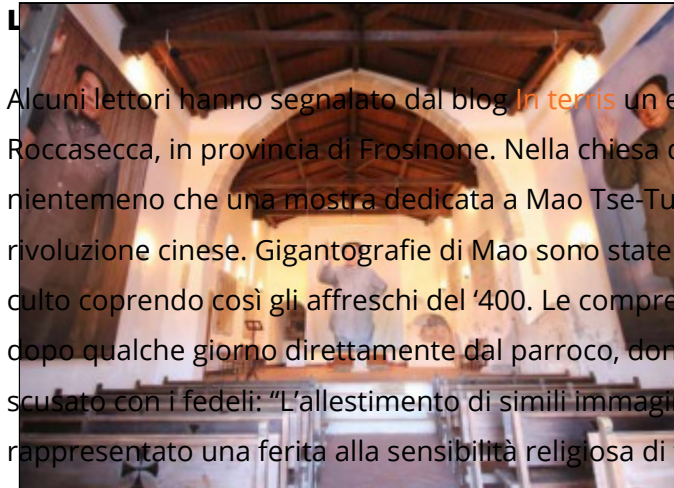 L
Alcuni lettori hanno segnalato dal blog In terris un e
Roccasecca, in provincia di Frosinone. Nella chiesa
nientemeno che una mostra dedicata a Mao Tse-Tu
rivoluzione cinese. Gigantografie di Mao sono state
culto coprendo così gli affreschi del ‘400. Le compre
dopo qualche giorno direttamente dal parroco, don
scusato con i fedeli: “L’allestimento di simili immagi
rappresentato una ferita alla sensibilità religiosa di